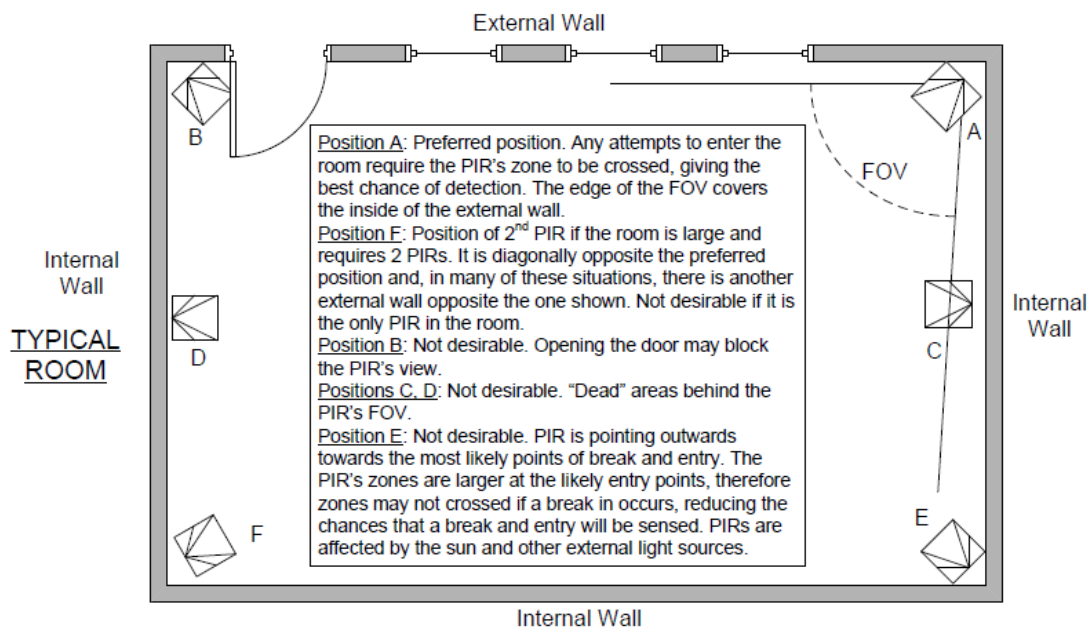 External Wall
B
A
FOV
Position A: Preferred position. Any attempts to enter the
room require the PIR’s zone to be crossed, giving the
best chance of detection. The edge of the FOV covers
the inside of the external wall.
Position F: Position of 2nd PIR if the room is large and
requires 2 PIRs. It is diagonally opposite the preferred
position and, in many of these situations, there is another
external wall opposite the one shown. Not desirable if it is
the only PIR in the room.
Position B: Not desirable. Opening the door may block
the PIR’s view.
Positions C, D: Not desirable. “Dead” areas behind the
PIR’s FOV.
Position E: Not desirable. PIR is pointing outwards
towards the most likely points of break and entry. The
PIR’s zones are larger at the likely entry points, therefore
zones may not crossed if a break in occurs, reducing the
chances that a break and entry will be sensed. PIRs are
affected by the sun and other external light sources.
Internal
Wall
TYPICAL
ROOM
D
C
Internal
Wall
F
E
Internal Wall